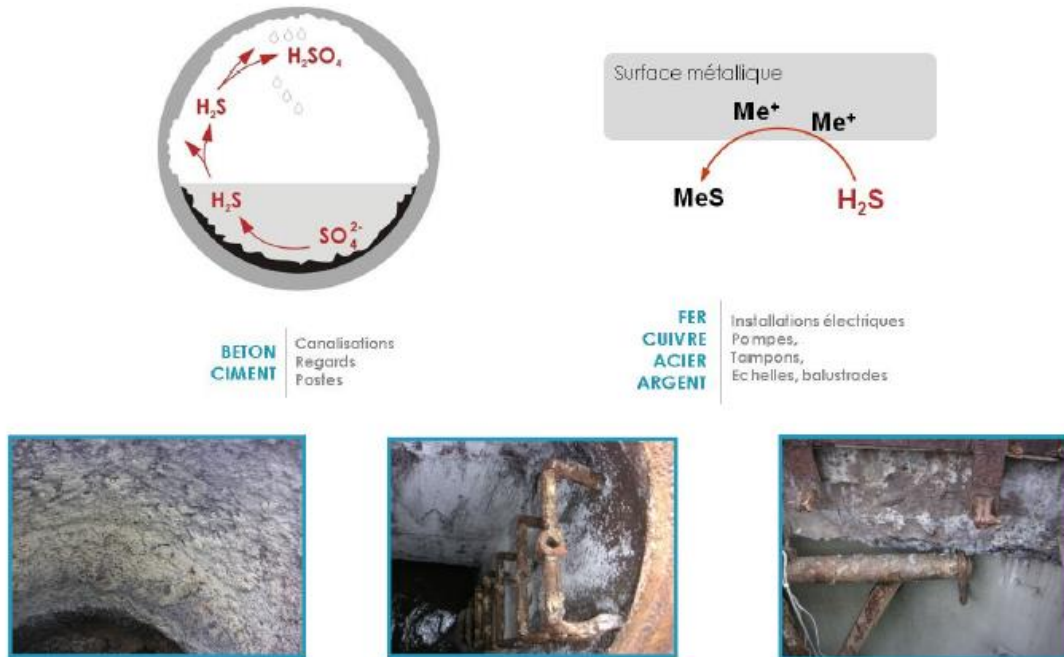 H₂SO₄
H₂S
H₂S
SO₄²⁻
Surface métallique
Me⁺
Me⁺
MeS
H₂S
BETON
CIMENT
Canalisations
Regards
Postes
FER
CUIVRE
ACIER
ARGENT
Installations électriques
Pompes,
Tampons,
Echelles, balustrades